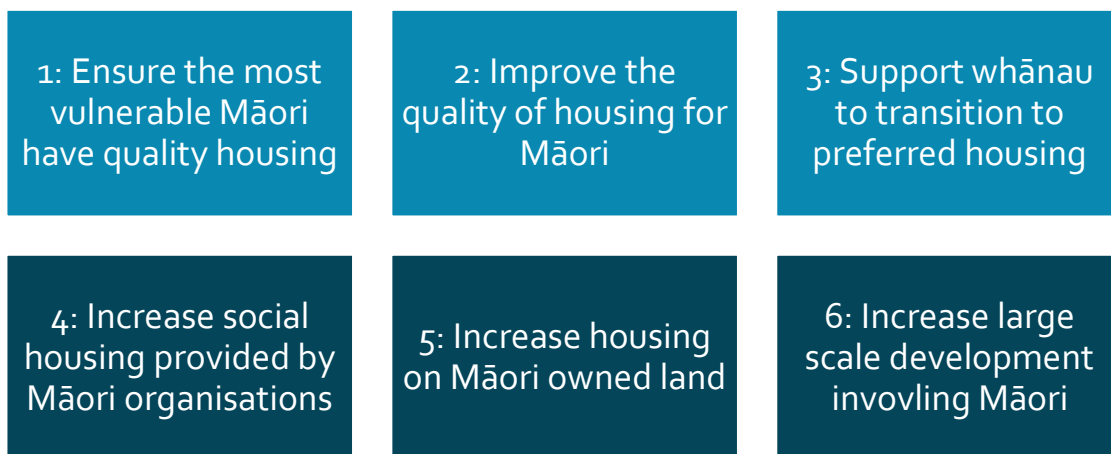 1: Ensure the most
vulnerable Māori
have quality housing
2: Improve the
quality of housing for
Māori
3: Support whānau
to transition to
preferred housing
4: Increase social
housing provided by
Māori organisations
5: Increase housing
on Māori owned land
6: Increase large
scale development
invovling Māori